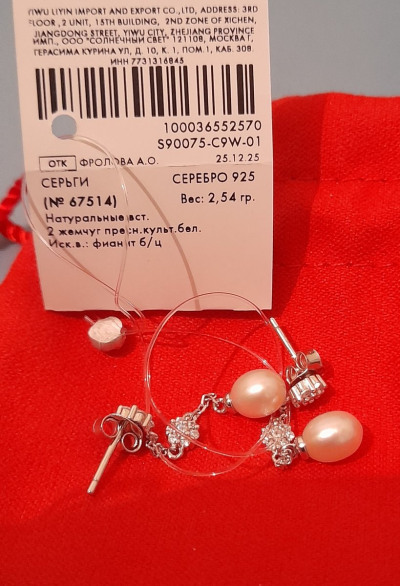 YIWU LIYIN IMPORT AND EXPORT CO.,LTD, ADDRESS: 3RD
FLOOR,2 UNIT, 15TH BUILDING, 2ND ZONE OF XICHEN,
JIANGDONG STREET, YIWU CITY, ZHEJIANG PROVINCE
ИМП., ООО "СОЛНЕЧНЫЙ СВЕТ" 121108, МОСКВА Г,
ГЕРАСИМА КУРИНА УЛ, Д. 10, К. 1, ПОМ.1, КАБ. 308.
ИНН 7731316845
100036552570
S90075-C9W-01
ОТК ФРОЛОВА А.О. 25.12.25
СЕРЬГИ СЕРЕБРО 925
(№ 67514) Вес: 2,54 гр.
Натуральные вст.
2 жемчуг пресн.культ.бел.
Иск.в.: фианит б/ц